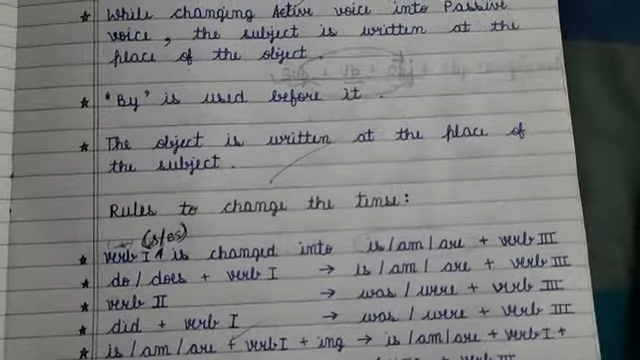 ★ While changing Active voice into Passive
voice, the subject is written at the
place of the object.
★ "By" is used before it.
★ The object is written at the place of
the subject.
Rules to change the tense:
(s/es)
★ verb I is changed into is/am/are + verb III
★ do/does + verb I → is/am/are + verb III
★ verb II → was/were + verb III
★ did + verb I → was/were + verb III
★ is/am/are + verb I + ing → is/am/are + verb I +